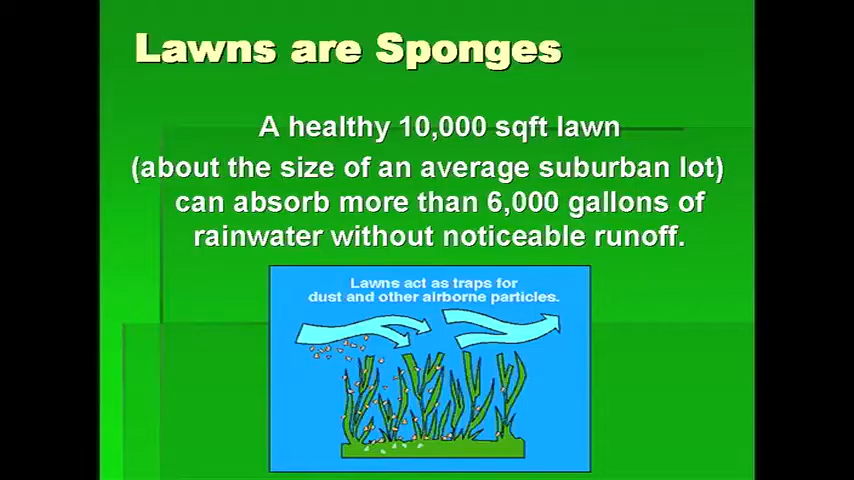 Lawns are Sponges
A healthy 10,000 sqft lawn
(about the size of an average suburban lot)
can absorb more than 6,000 gallons of
rainwater without noticeable runoff.
Lawns act as traps for
dust and other airborne particles.